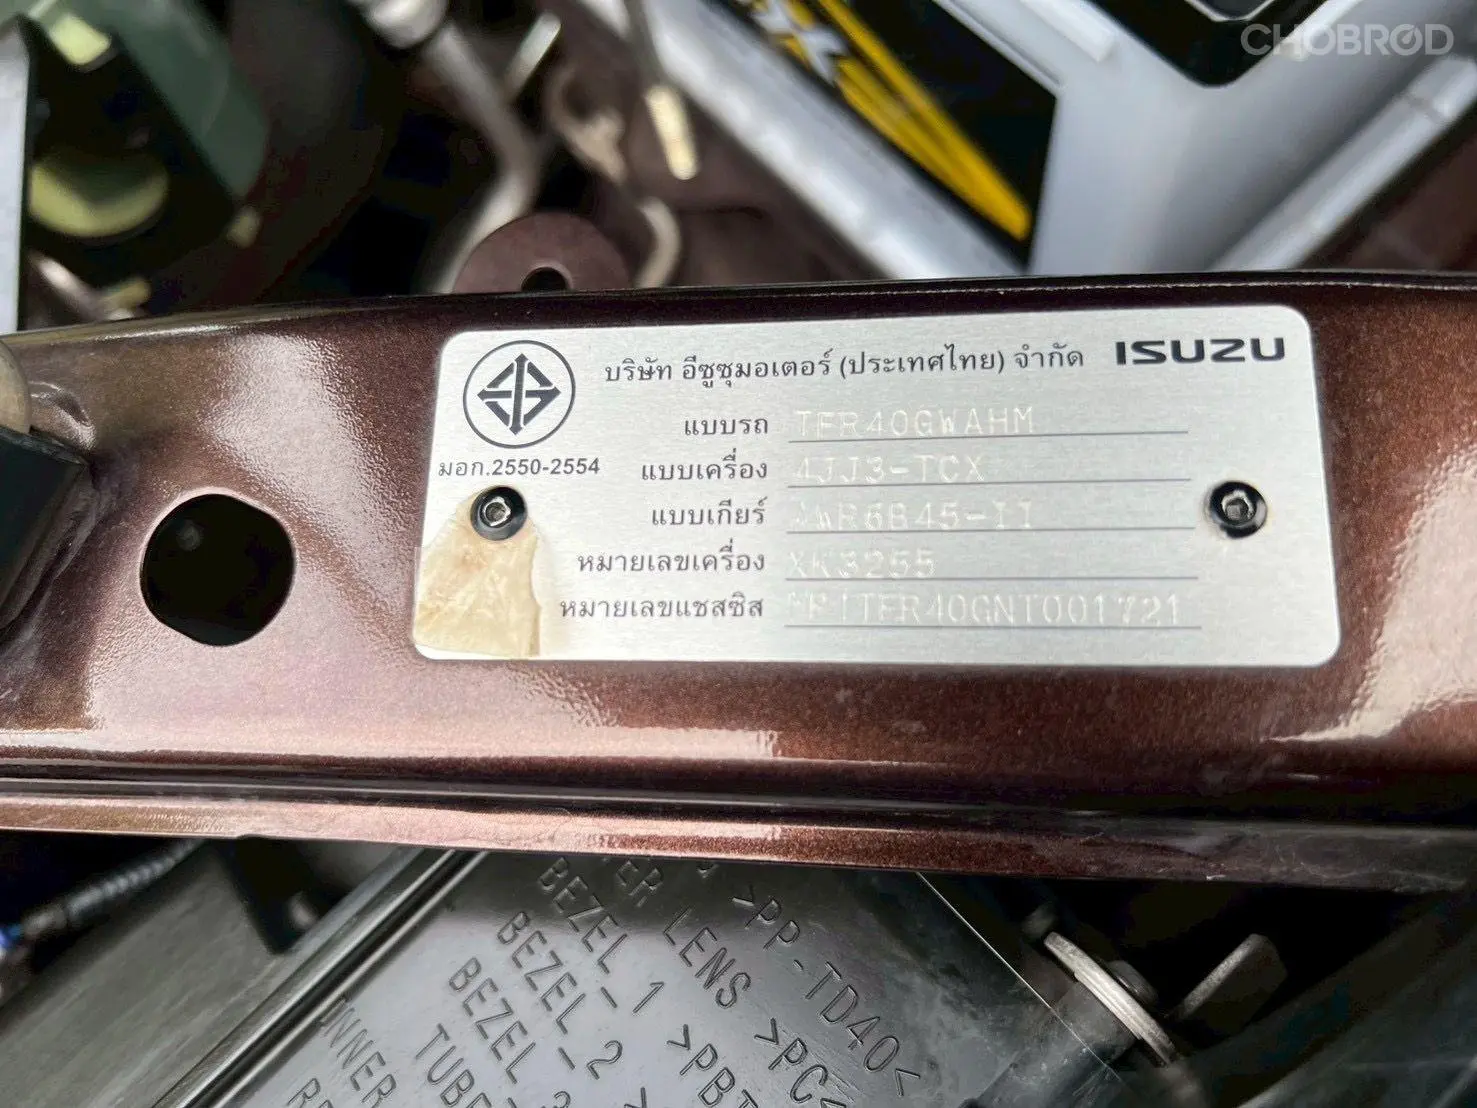 CHOBROD
บริษัท อีซูซุมอเตอร์ (ประเทศไทย) จำกัด ISUZU
มอก.2550-2554
แบบรถ TFR40GWAHM
แบบเครื่อง 4JJ3-TCX
แบบเกียร์
หมายเลขเครื่อง XK3255
หมายเลขแชสซิส
>PP-TD40<
LENS >PC<
BEZEL 1 >PBT
BEZEL-2
BEZEL
INNER